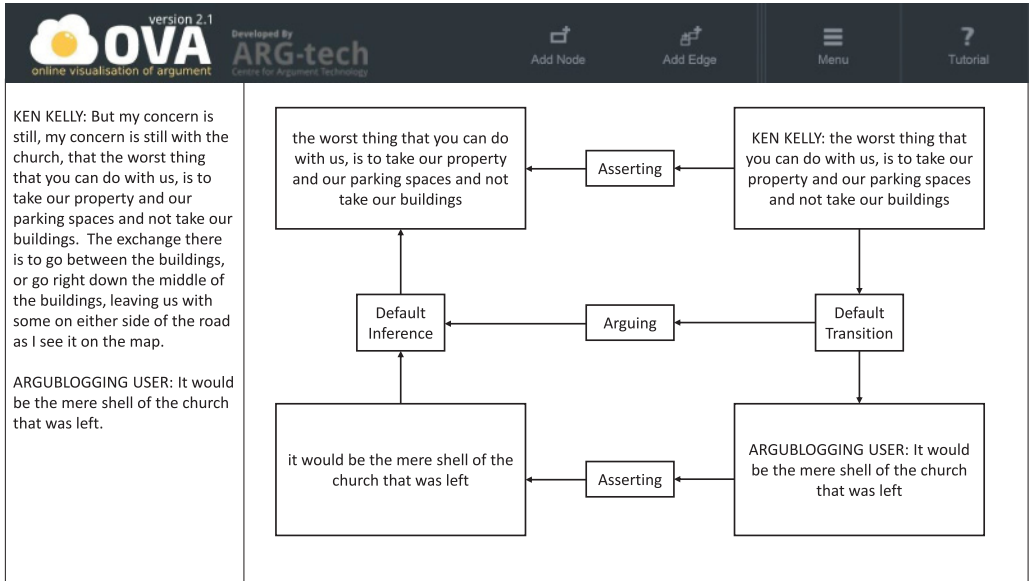 version 2.1
OVA
online visualisation of argument
Developed By
ARG-tech
Centre for Argument Technology
Add Node
Add Edge
Menu
?
Tutorial
KEN KELLY: But my concern is
still, my concern is still with the
church, that the worst thing
that you can do with us, is to
take our property and our
parking spaces and not take our
buildings.  The exchange there
is to go between the buildings,
or go right down the middle of
the buildings, leaving us with
some on either side of the road
as I see it on the map.
ARGUBLOGGING USER: It would
be the mere shell of the church
that was left.
the worst thing that you can do
with us, is to take our property
and our parking spaces and not
take our buildings
Asserting
KEN KELLY: the worst thing that
you can do with us, is to take our
property and our parking spaces
and not take our buildings
Default
Inference
Arguing
Default
Transition
it would be the mere shell of the
church that was left
Asserting
ARGUBLOGGING USER: It would
be the mere shell of the church
that was left